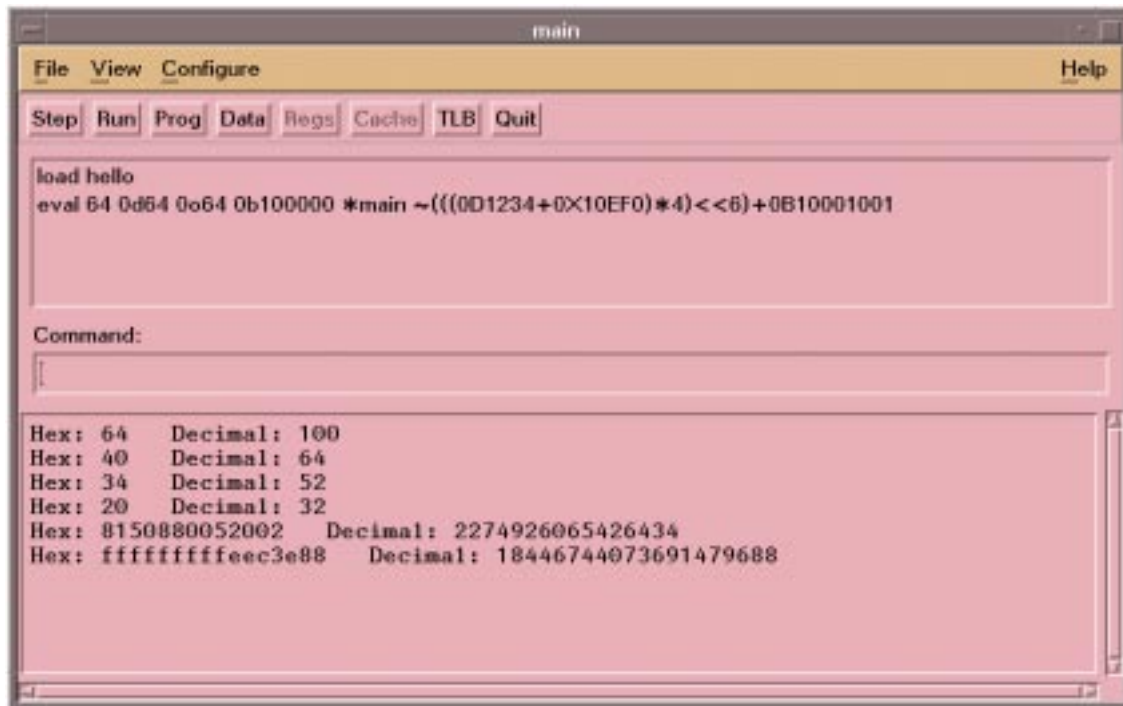 main
File View Configure Help
Step Run Prog Data Regs Cache TLB Quit
load hello
eval 64 0d64 0o64 0b100000 *main ~(((0D1234+0X10EF0)*4)<<6)+0B10001001
Command:
Hex: 64 Decimal: 100
Hex: 40 Decimal: 64
Hex: 34 Decimal: 52
Hex: 20 Decimal: 32
Hex: 8150880052002 Decimal: 2274926065426434
Hex: fffffffffeec3e88 Decimal: 18446744073691479688